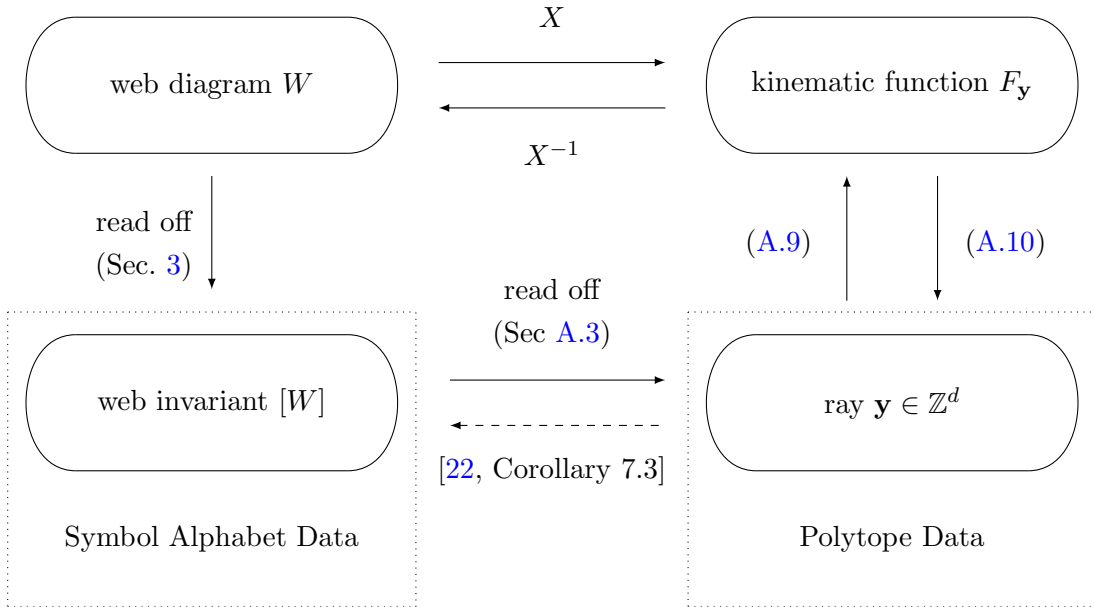 X
web diagram W
kinematic function F_y
X^{-1}
read off
(Sec. 3)
(A.9)
(A.10)
read off
(Sec A.3)
web invariant [W]
ray y ∈ ℤ^d
[22, Corollary 7.3]
Symbol Alphabet Data
Polytope Data